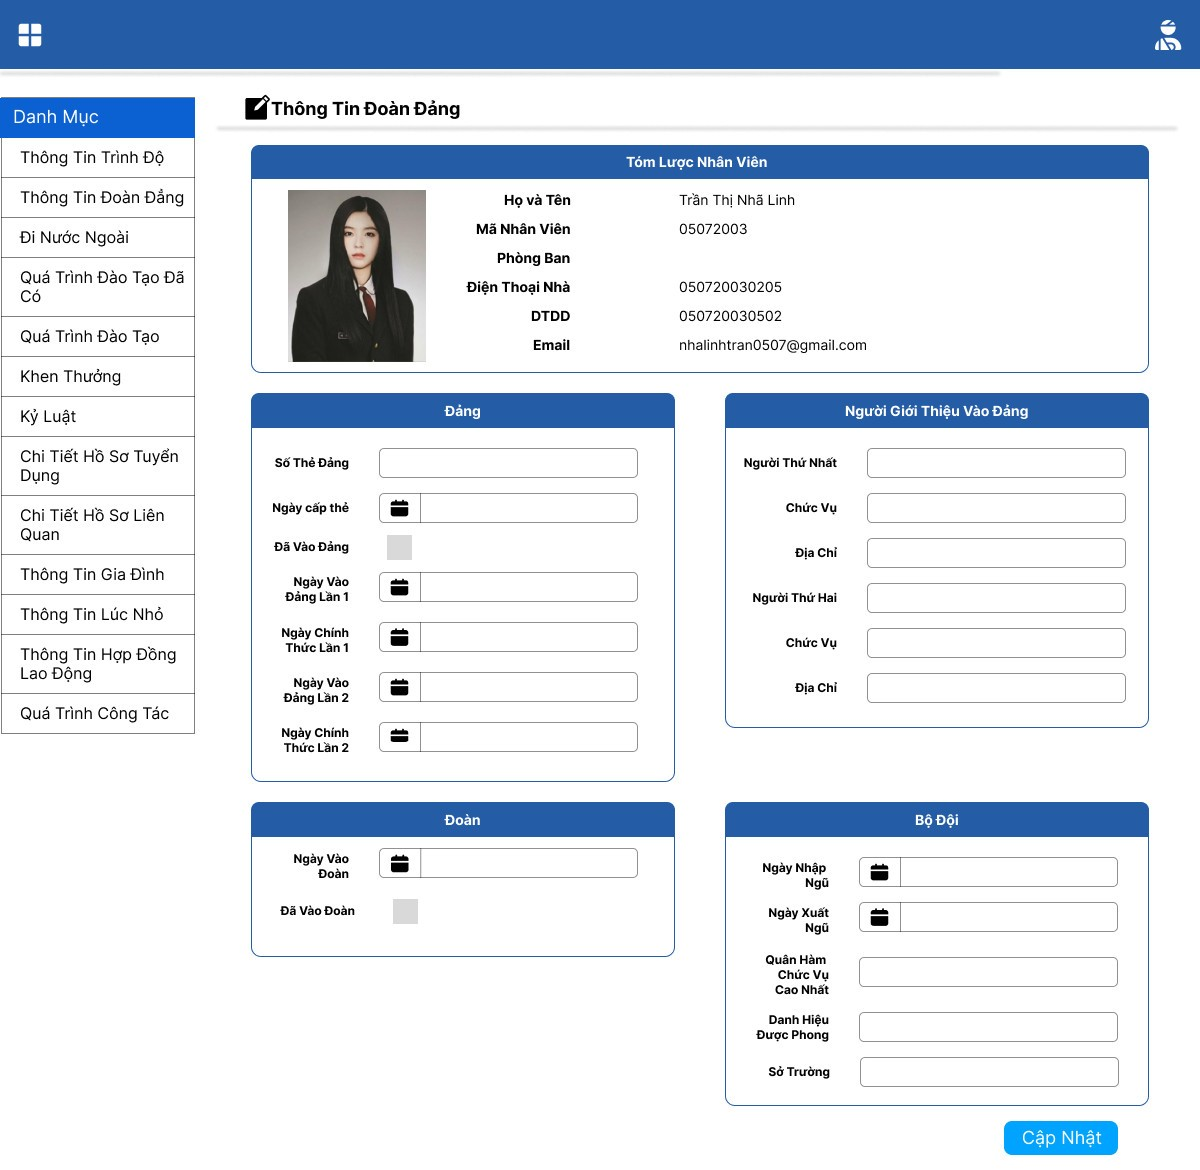 Danh Mục
Thông Tin Trình Độ
Thông Tin Đoàn Đảng
Đi Nước Ngoài
Quá Trình Đào Tạo Đã
Có
Quá Trình Đào Tạo
Khen Thưởng
Kỷ Luật
Chi Tiết Hồ Sơ Tuyển
Dụng
Chi Tiết Hồ Sơ Liên
Quan
Thông Tin Gia Đình
Thông Tin Lúc Nhỏ
Thông Tin Hợp Đồng
Lao Động
Quá Trình Công Tác
Thông Tin Đoàn Đảng
Tóm Lược Nhân Viên
Họ và Tên Trần Thị Nhã Linh
Mã Nhân Viên 05072003
Phòng Ban
Điện Thoại Nhà 050720030205
DTDD 050720030502
Email nhalinhtran0507@gmail.com
Đảng
Số Thẻ Đảng
Ngày cấp thẻ
Đã Vào Đảng
Ngày Vào
Đảng Lần 1
Ngày Chính
Thức Lần 1
Ngày Vào
Đảng Lần 2
Ngày Chính
Thức Lần 2
Người Giới Thiệu Vào Đảng
Người Thứ Nhất
Chức Vụ
Địa Chỉ
Người Thứ Hai
Chức Vụ
Địa Chỉ
Đoàn
Ngày Vào
Đoàn
Đã Vào Đoàn
Bộ Đội
Ngày Nhập
Ngũ
Ngày Xuất
Ngũ
Quân Hàm
Chức Vụ
Cao Nhất
Danh Hiệu
Được Phong
Sở Trường
Cập Nhật